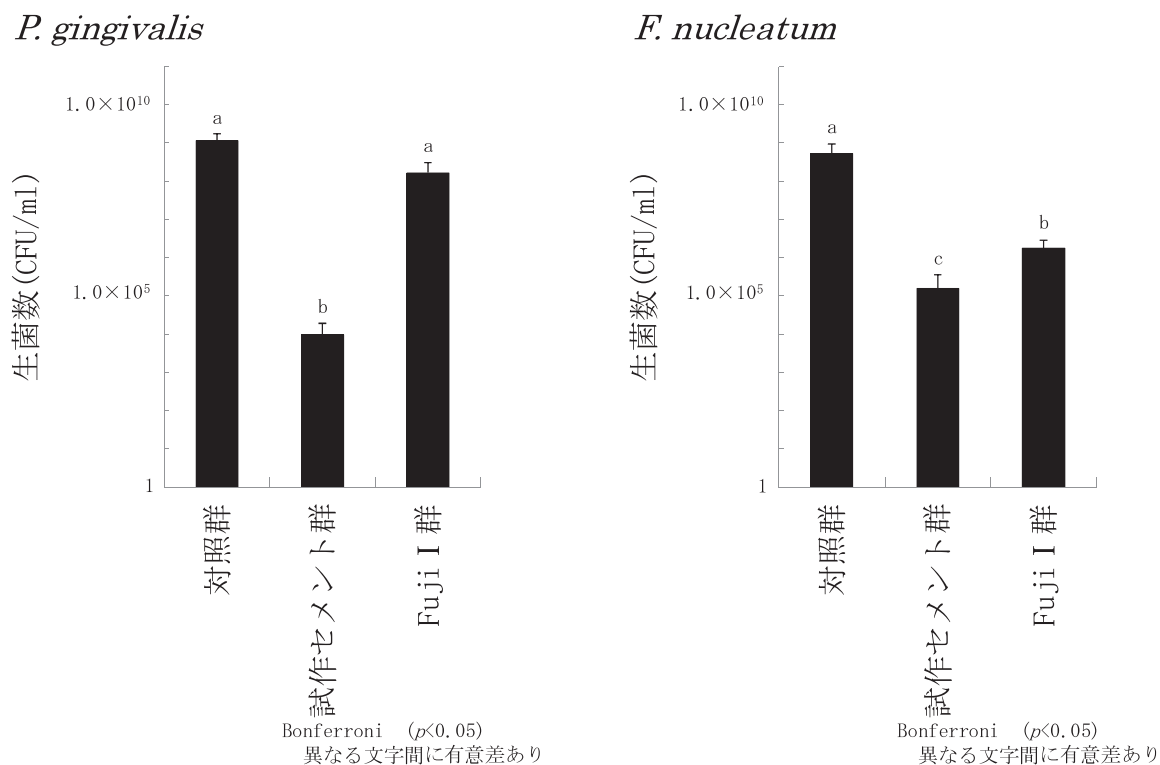 P. gingivalis
1.0×10¹⁰
1.0×10⁵
1
生菌数(CFU/ml)
a
b
a
対照群
試作セメント群
Fuji I 群
Bonferroni (p<0.05)
異なる文字間に有意差あり
F. nucleatum
1.0×10¹⁰
1.0×10⁵
1
生菌数(CFU/ml)
a
c
b
対照群
試作セメント群
Fuji I 群
Bonferroni (p<0.05)
異なる文字間に有意差あり